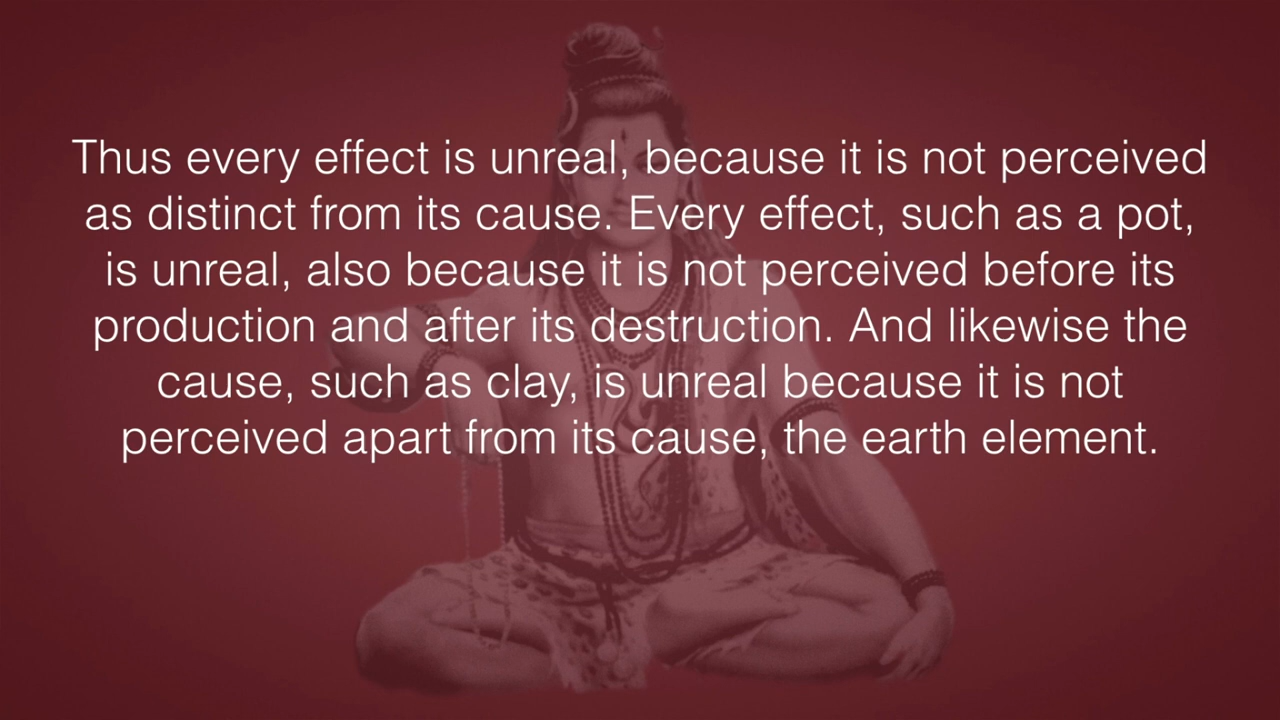 Thus every effect is unreal, because it is not perceived
as distinct from its cause. Every effect, such as a pot,
is unreal, also because it is not perceived before its
production and after its destruction. And likewise the
cause, such as clay, is unreal because it is not
perceived apart from its cause, the earth element.